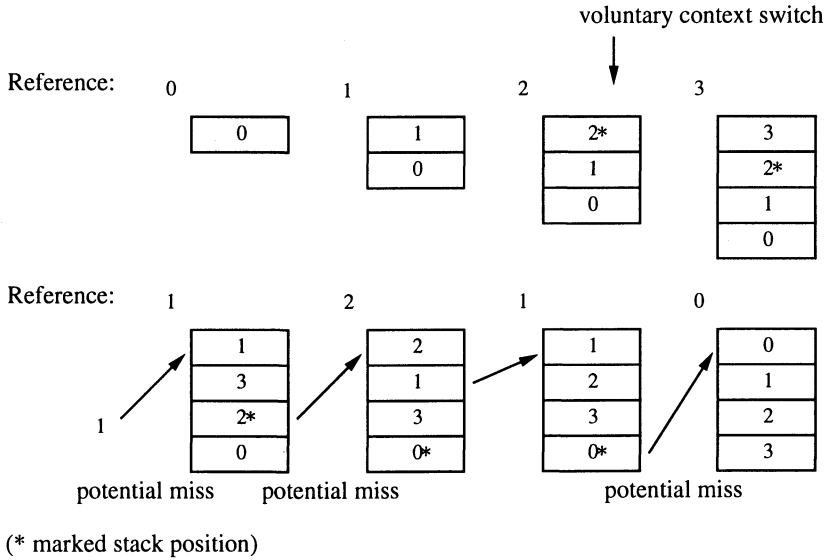 voluntary context switch
Reference: 0 1 2 3
0 1 2* 3
0 1 2*
0 1
0
Reference: 1 2 1 0
1 2 1 0
3 1 2 1
1 2* 3 3 2
0 0* 0* 3
potential miss potential miss potential miss
(* marked stack position)